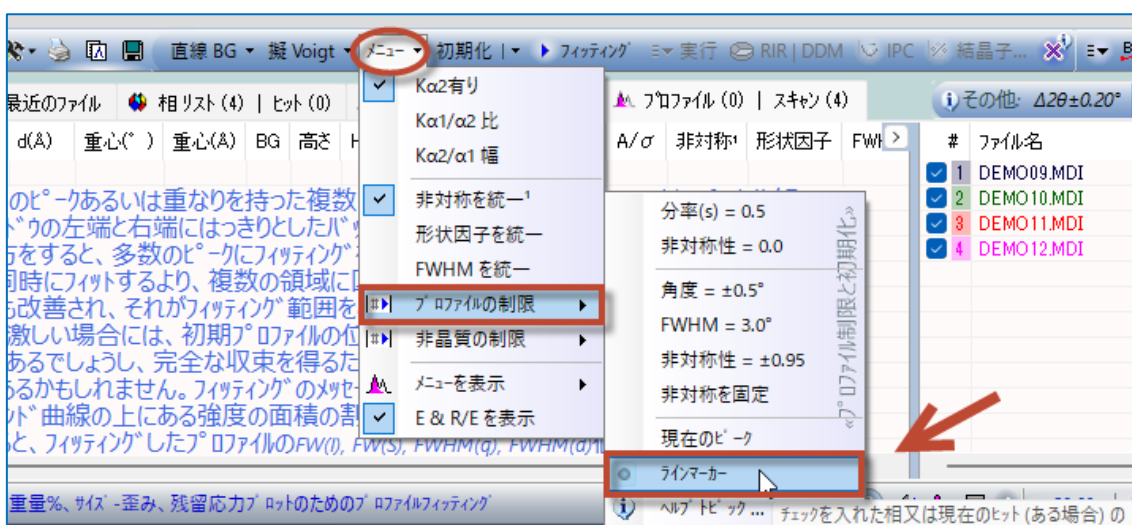 直線 BG ▾ 擬 Voigt ▾ メニュー ▾ 初期化 | ▾ フィッティング 実行 RIR | DDM IPC 結晶子...
最近のファイル 相リスト (4) | ヒット (0)
プロファイル (0) | スキャン (4)
その他: Δ2θ±0.20°
d(Å) 重心(°) 重心(Å) BG 高さ
A/σ 非対称¹ 形状因子 FWH
# ファイル名
1 DEMO09.MDI
2 DEMO10.MDI
3 DEMO11.MDI
4 DEMO12.MDI
Kα2有り
Kα1/α2 比
Kα2/α1 幅
非対称を統一¹
形状因子を統一
FWHM を統一
プロファイルの制限
非晶質の制限
メニューを表示
E & R/E を表示
分率(s) = 0.5
非対称性 = 0.0
角度 = ±0.5°
FWHM = 3.0°
非対称性 = ±0.95
非対称を固定
現在のピーク
ラインマーカー
ヘルプトピック ...
«プロファイル制限と初期化»
チェックを入れた相又は現在のヒット (ある場合) の
のピークあるいは重なりを持った複数
ドウの左端と右端にはっきりとしたバッ
方をすると、多数のピークにフィッティング
同時にフィットするより、複数の領域に
も改善され、それがフィッティング範囲を
激しい場合には、初期プロファイルの位
あるでしょうし、完全な収束を得るた
あるかもしれません。フィッティングのメッセ
ンド曲線の上にある強度の面積の割
と、フィッティングしたプロファイルのFW(I), FW(S), FWHM(q), FWHM(d)
重量%、サイズ-歪み、残留応力プロットのためのプロファイルフィッティング